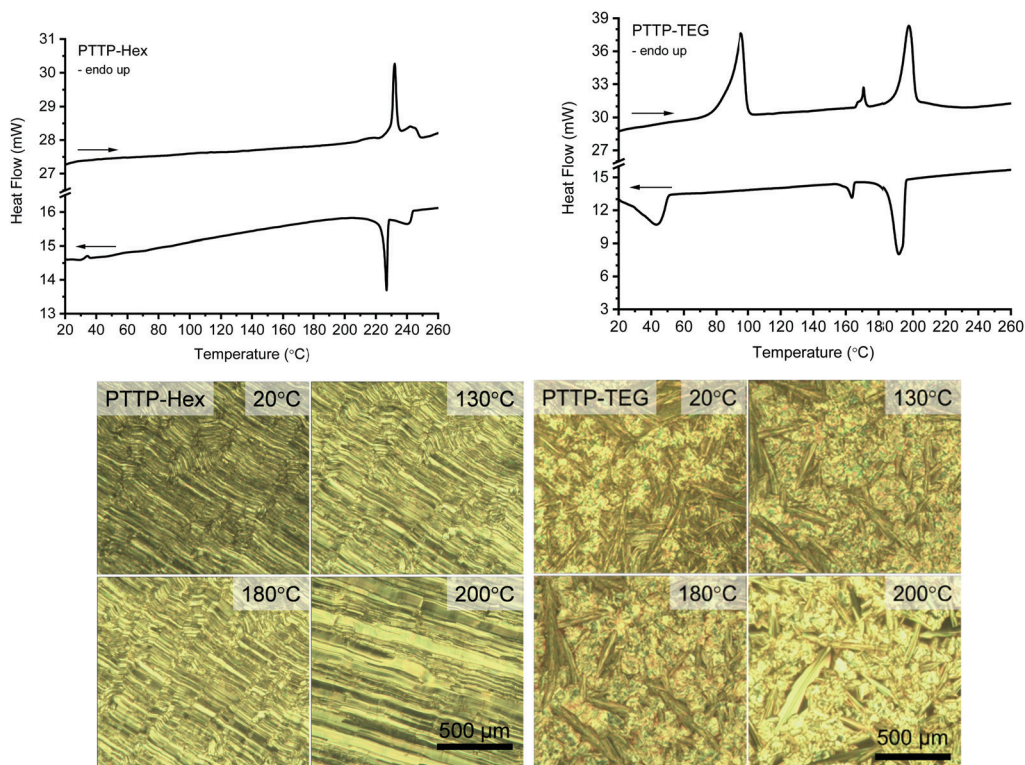 PTTP-Hex
- endo up
31
30
29
28
27
16
15
14
13
Heat Flow (mW)
20 40 60 80 100 120 140 160 180 200 220 240 260
Temperature (°C)
PTTP-TEG
- endo up
39
36
33
30
27
15
12
9
6
3
Heat Flow (mW)
20 40 60 80 100 120 140 160 180 200 220 240 260
Temperature (°C)
PTTP-Hex 20°C
130°C
180°C
200°C
500 µm
PTTP-TEG 20°C
130°C
180°C
200°C
500 µm